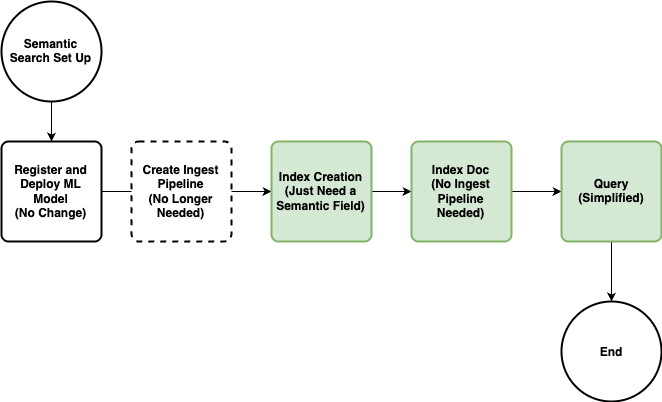 Semantic
Search Set Up
Register and
Deploy ML
Model
(No Change)
Create Ingest
Pipeline
(No Longer
Needed)
Index Creation
(Just Need a
Semantic Field)
Index Doc
(No Ingest
Pipeline
Needed)
Query
(Simplified)
End